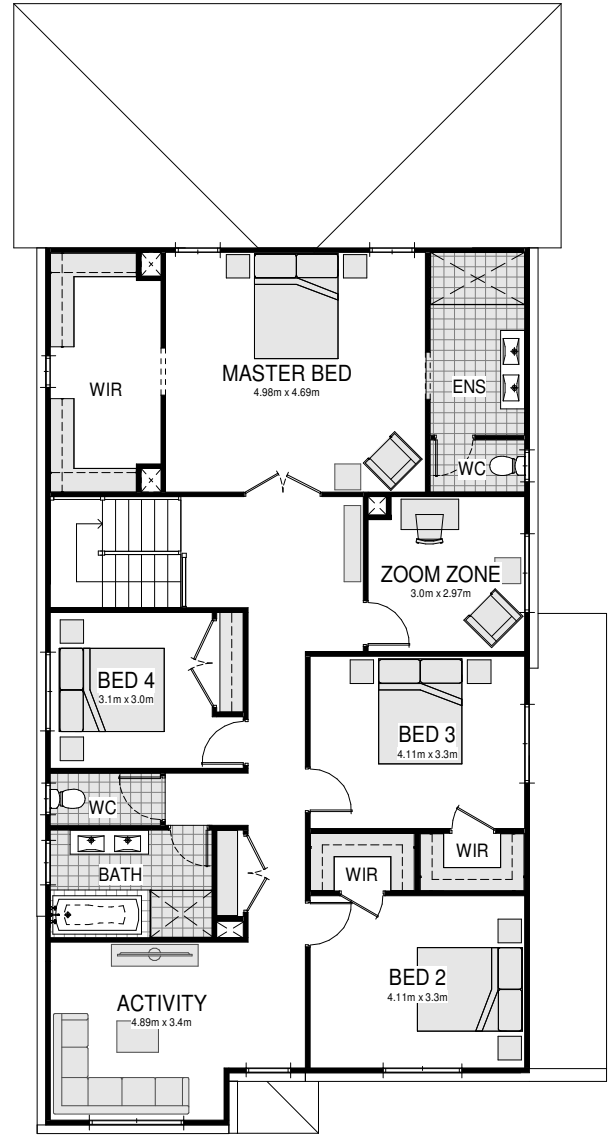 MASTER BED
4.98m x 4.69m
WIR
ENS
WC
ZOOM ZONE
3.0m x 2.97m
BED 4
3.1m x 3.0m
BED 3
4.11m x 3.3m
WC
WIR
BATH
WIR
BED 2
4.11m x 3.3m
ACTIVITY
4.89m x 3.4m